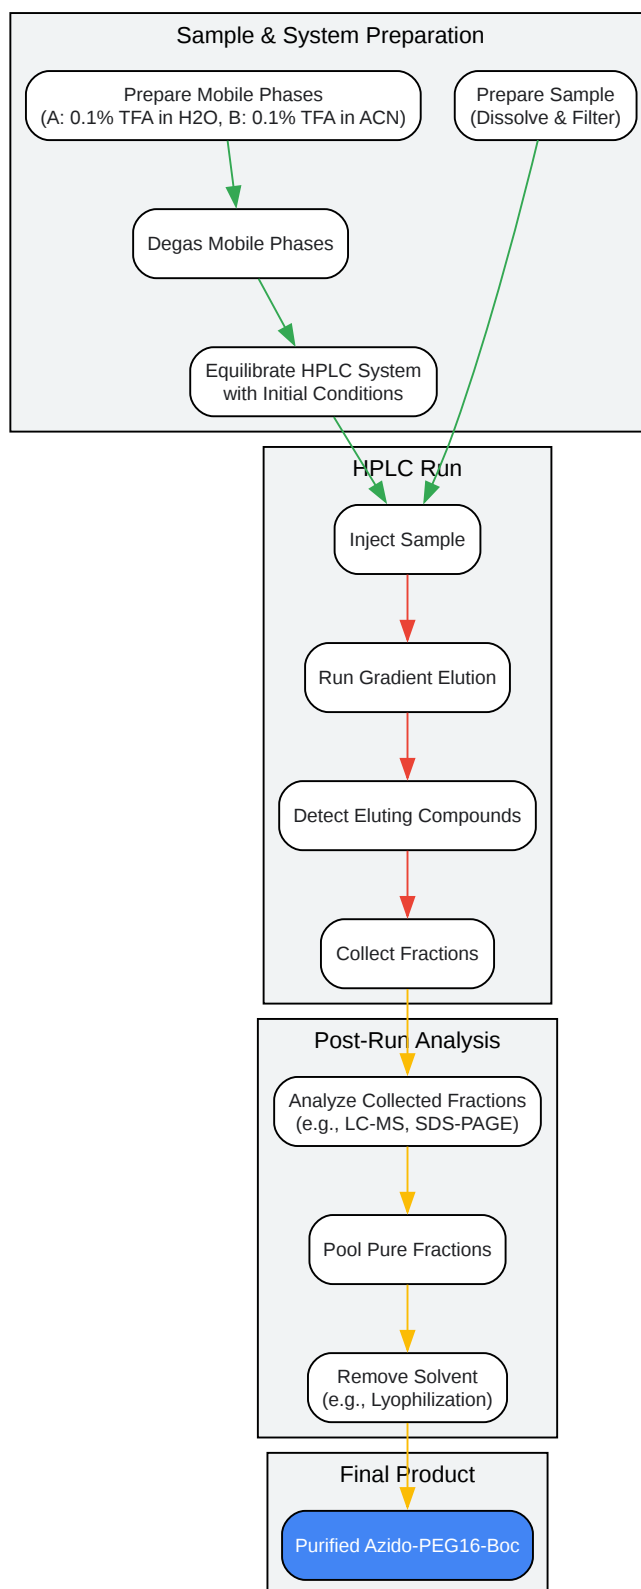 Sample & System Preparation
Prepare Mobile Phases
(A: 0.1% TFA in H2O, B: 0.1% TFA in ACN)
Prepare Sample
(Dissolve & Filter)
Degas Mobile Phases
Equilibrate HPLC System
with Initial Conditions
HPLC Run
Inject Sample
Run Gradient Elution
Detect Eluting Compounds
Collect Fractions
Post-Run Analysis
Analyze Collected Fractions
(e.g., LC-MS, SDS-PAGE)
Pool Pure Fractions
Remove Solvent
(e.g., Lyophilization)
Final Product
Purified Azido-PEG16-Boc